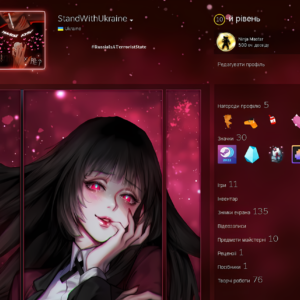 StandWithUkraine
Ukraine
#RussiaIsATerroristState
10 -й рівень
Ninja Master
500 оч. досвіду
Редагувати профіль
Нагороди профілю 5
Значки 30
Ігри 11
Інвентар
Знімки екрана 135
Відеозаписи
Предмети майстерні 10
Рецензії 1
Посібники 1
Творчі роботи 76